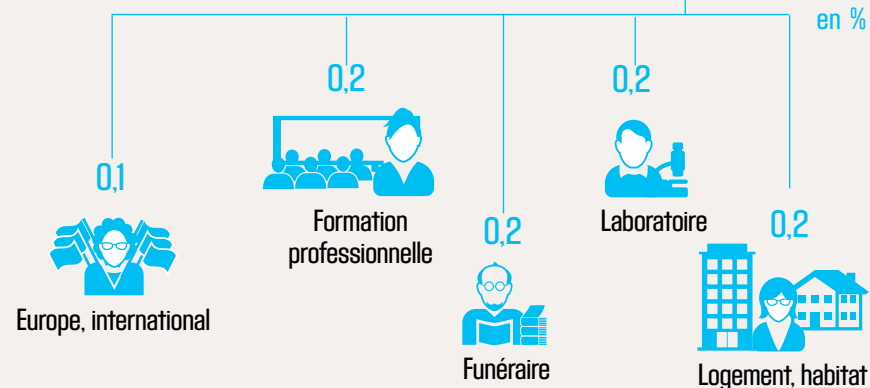 en %
0,1
Europe, international
0,2
Formation
professionnelle
0,2
Funéraire
0,2
Laboratoire
0,2
Logement, habitat